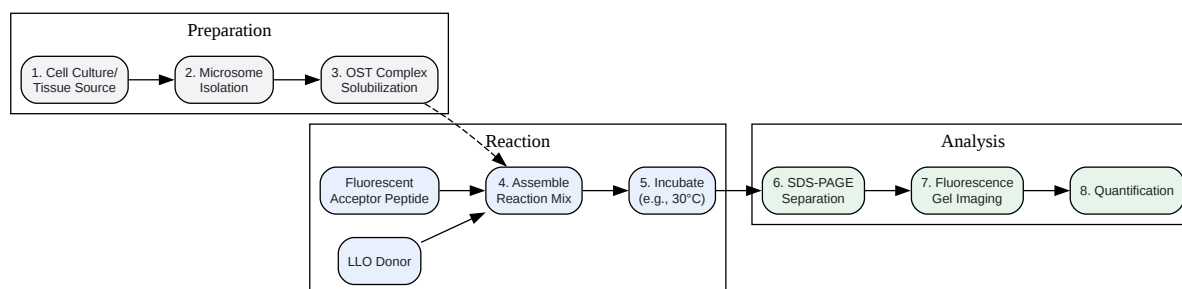 Preparation
1. Cell Culture/
Tissue Source
2. Microsome
Isolation
3. OST Complex
Solubilization
Reaction
Fluorescent
Acceptor Peptide
LLO Donor
4. Assemble
Reaction Mix
5. Incubate
(e.g., 30°C)
Analysis
6. SDS-PAGE
Separation
7. Fluorescence
Gel Imaging
8. Quantification